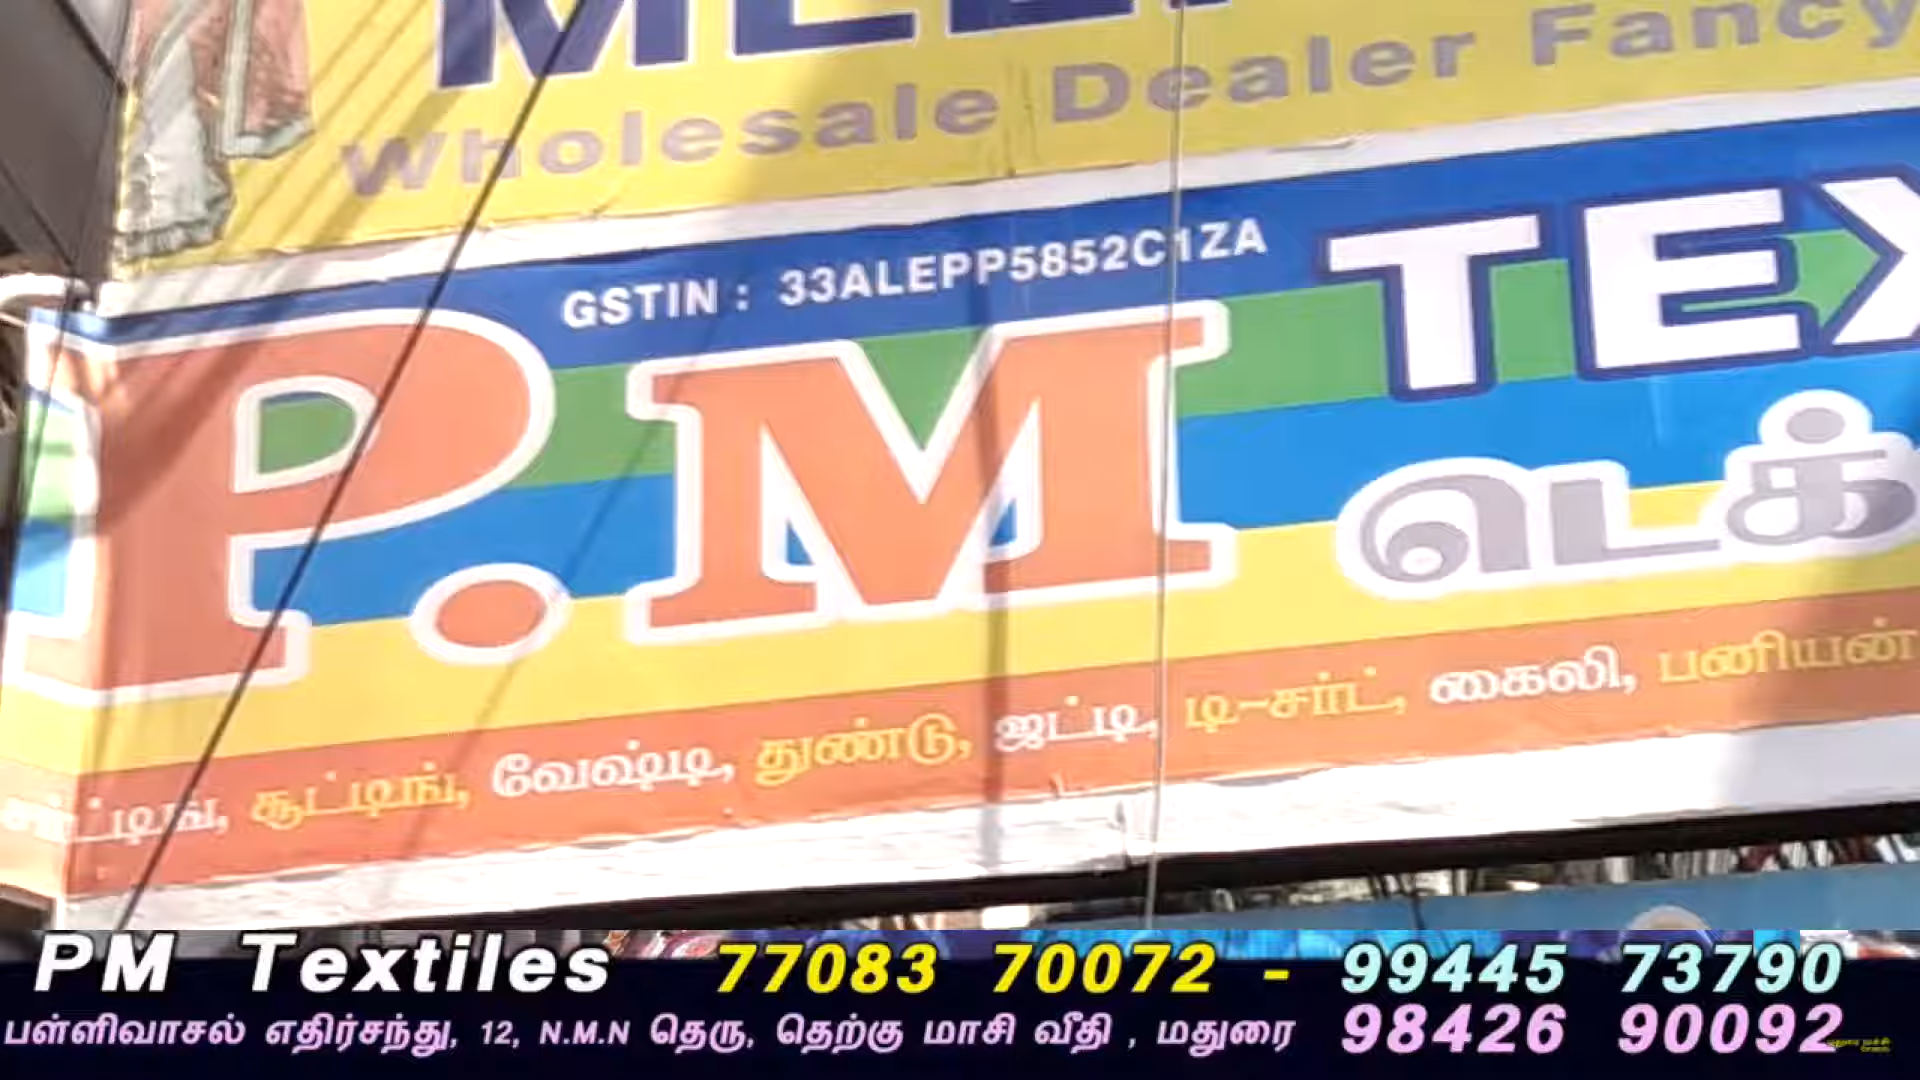 Wholesale Dealer Fancy
GSTIN : 33ALEPP5852C1ZA
P.M TEX
டெக்
சர்ட்டிங், சூட்டிங், வேஷ்டி, துண்டு, ஜட்டி, டி-சர்ட், கைலி, பனியன்
PM Textiles 77083 70072 - 99445 73790
பள்ளிவாசல் எதிர்சந்து, 12, N.M.N தெரு, தெற்கு மாசி வீதி , மதுரை 98426 90092